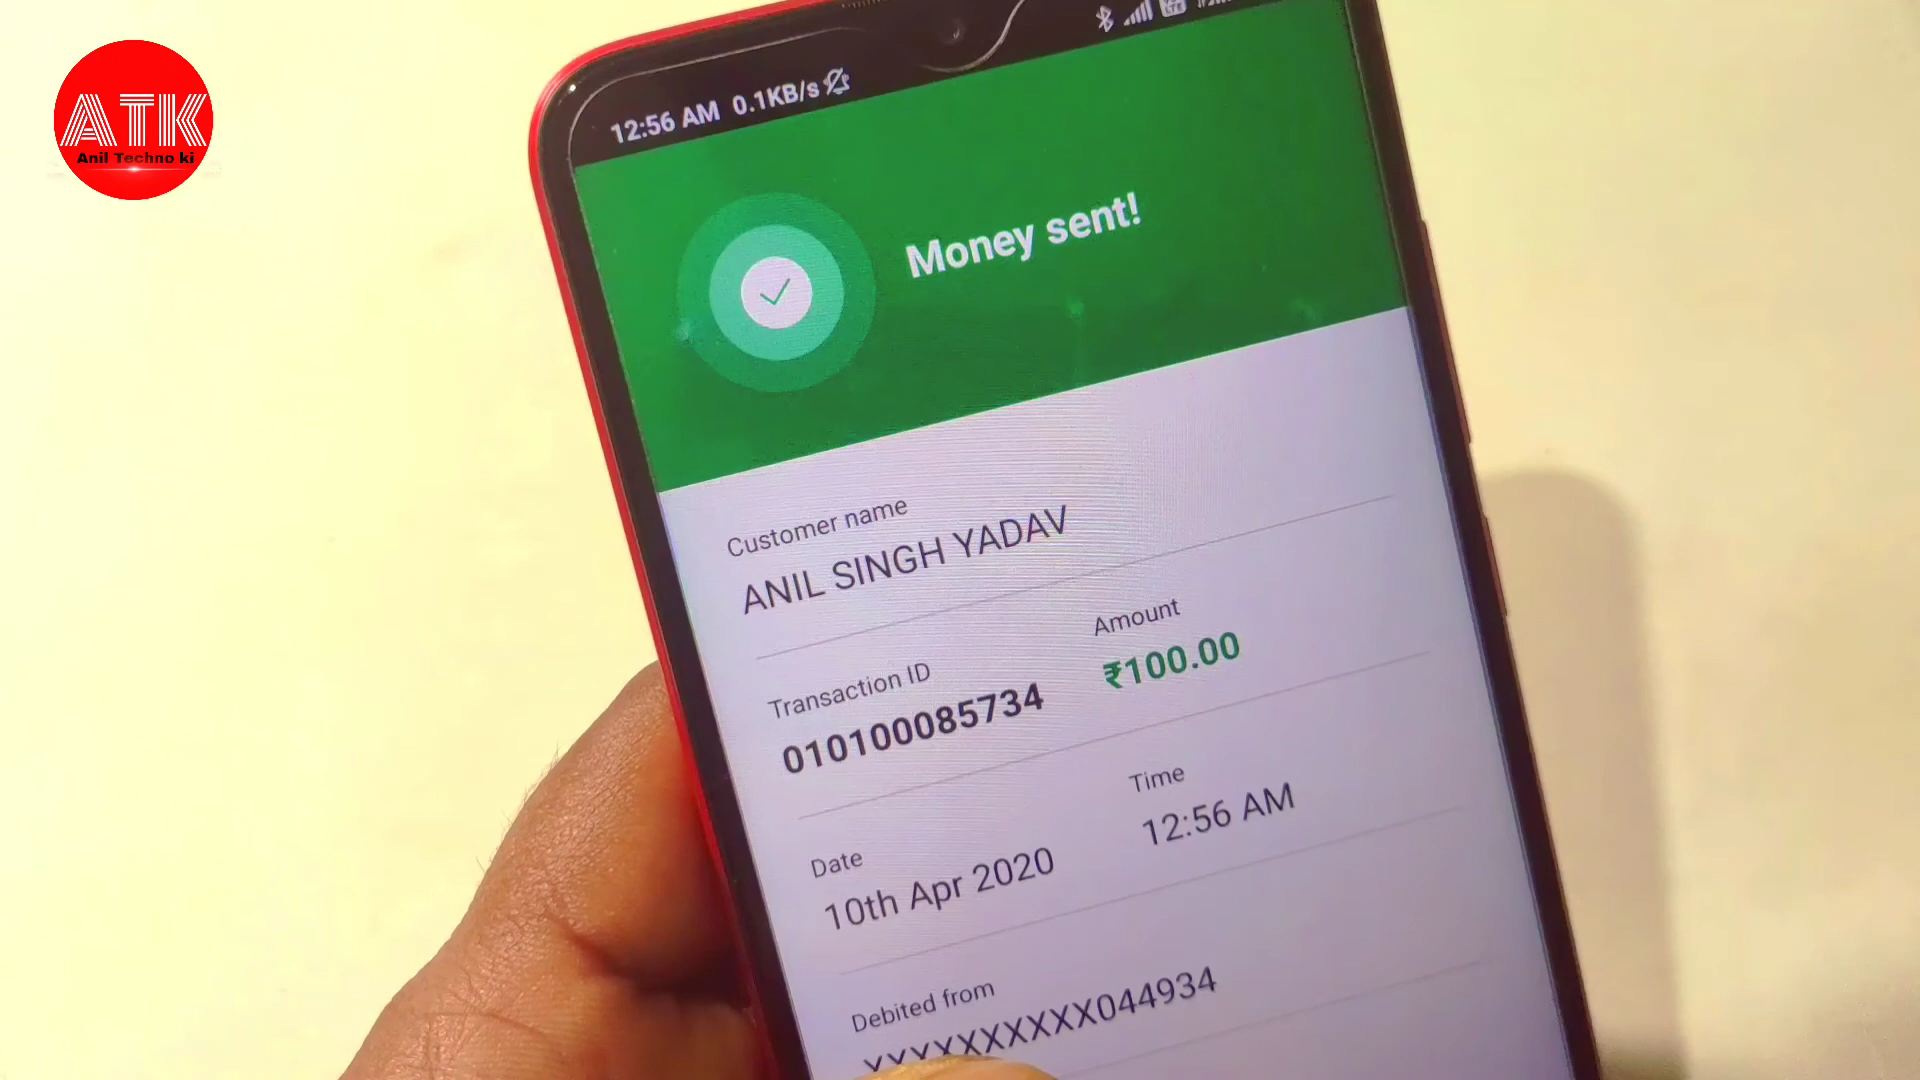 ATK
Anil Techno ki
12:56 AM 0.1KB/s
Money sent!
Customer name
ANIL SINGH YADAV
Transaction ID
010100085734
Amount
₹100.00
Date
10th Apr 2020
Time
12:56 AM
Debited from
XXXXXXXXXX044934